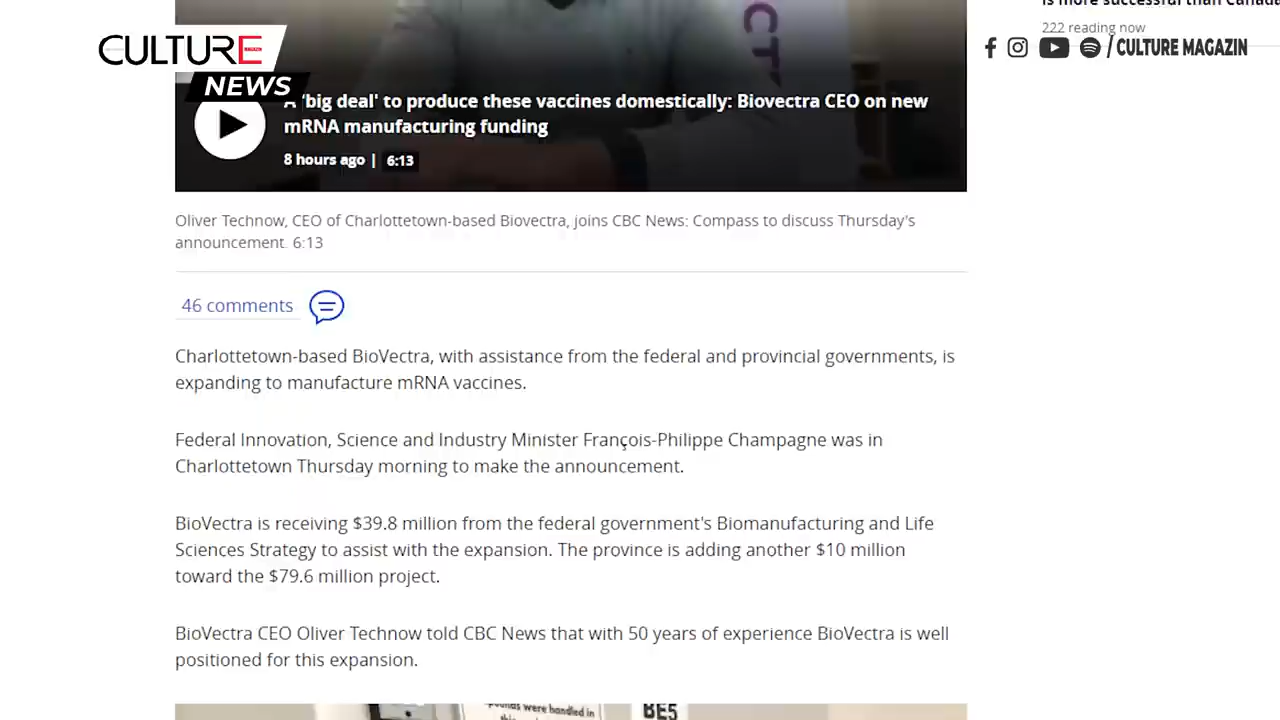 is more successful than Canada
222 reading now
CULTURE
NEWS
/ CULTURE MAGAZIN
CT
A 'big deal' to produce these vaccines domestically: Biovectra CEO on new
mRNA manufacturing funding
8 hours ago | 6:13
Oliver Technow, CEO of Charlottetown-based Biovectra, joins CBC News: Compass to discuss Thursday's
announcement. 6:13
46 comments
Charlottetown-based BioVectra, with assistance from the federal and provincial governments, is
expanding to manufacture mRNA vaccines.
Federal Innovation, Science and Industry Minister François-Philippe Champagne was in
Charlottetown Thursday morning to make the announcement.
BioVectra is receiving $39.8 million from the federal government's Biomanufacturing and Life
Sciences Strategy to assist with the expansion. The province is adding another $10 million
toward the $79.6 million project.
BioVectra CEO Oliver Technow told CBC News that with 50 years of experience BioVectra is well
positioned for this expansion.
were handled in
BE5